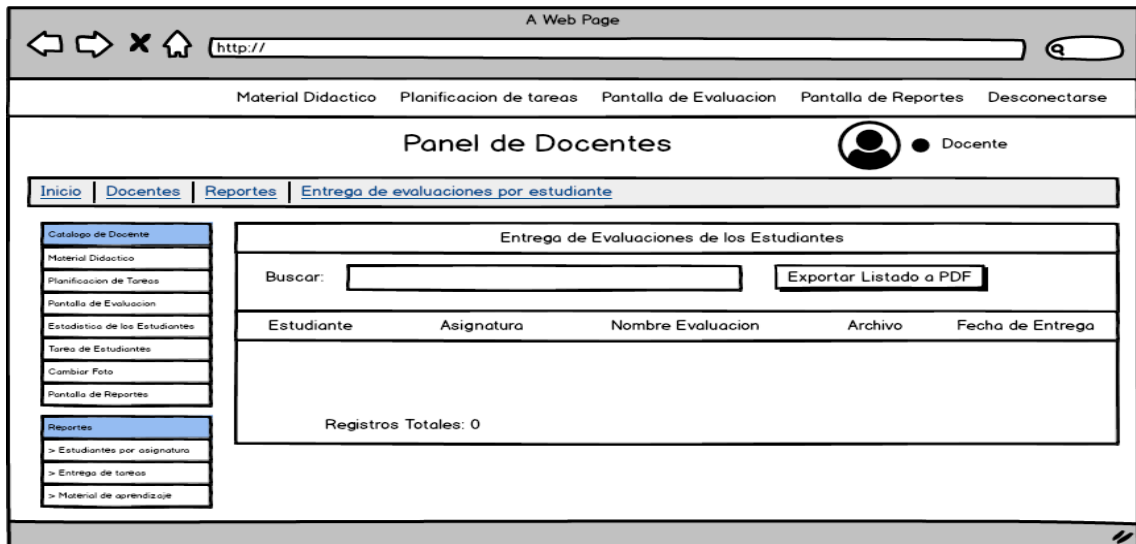 A Web Page
http://
Material Didactico Planificacion de tareas Pantalla de Evaluacion Pantalla de Reportes Desconectarse
Panel de Docentes
Docente
Inicio | Docentes | Reportes | Entrega de evaluaciones por estudiante
Catalogo de Docente
Material Didactico
Planificacion de Tareas
Pantalla de Evaluacion
Estadistica de los Estudiantes
Tarea de Estudiantes
Cambiar Foto
Pantalla de Reportes
Reportes
> Estudiantes por asignatura
> Entrega de tareas
> Material de aprendizaje
Entrega de Evaluaciones de los Estudiantes
Buscar: Exportar Listado a PDF
Estudiante Asignatura Nombre Evaluacion Archivo Fecha de Entrega
Registros Totales: 0